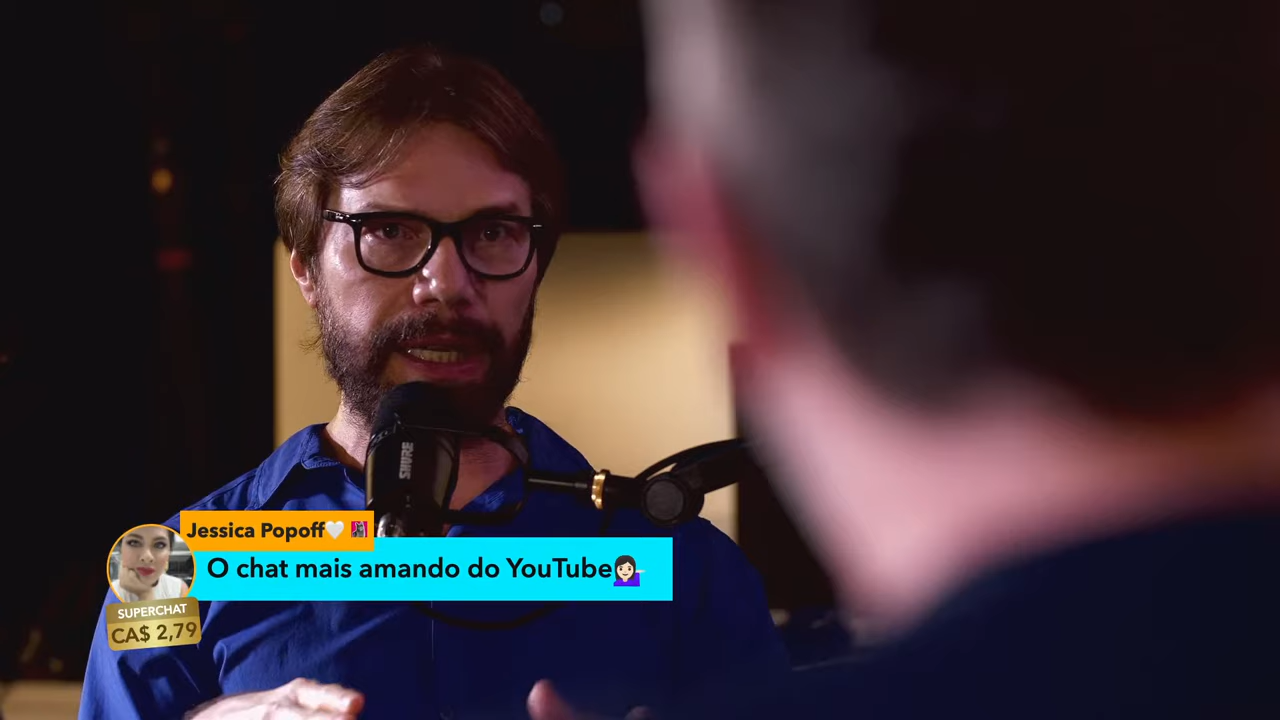 SHURE
Jessica Popoff🤍
O chat mais amando do YouTube💁🏻‍♀️
SUPERCHAT
CA$ 2,79